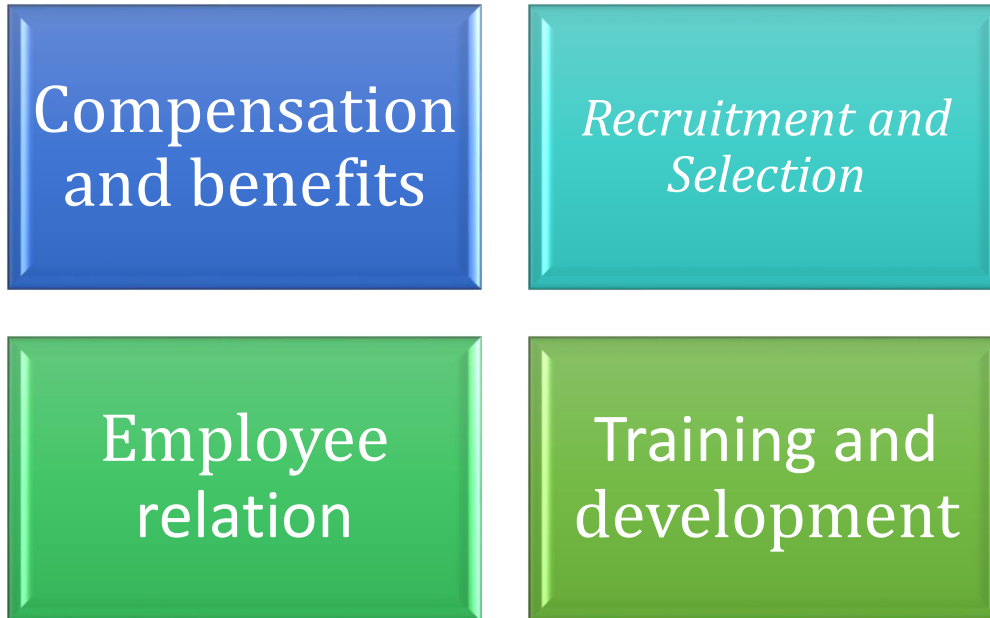 Compensation
and benefits
Recruitment and
Selection
Employee
relation
Training and
development